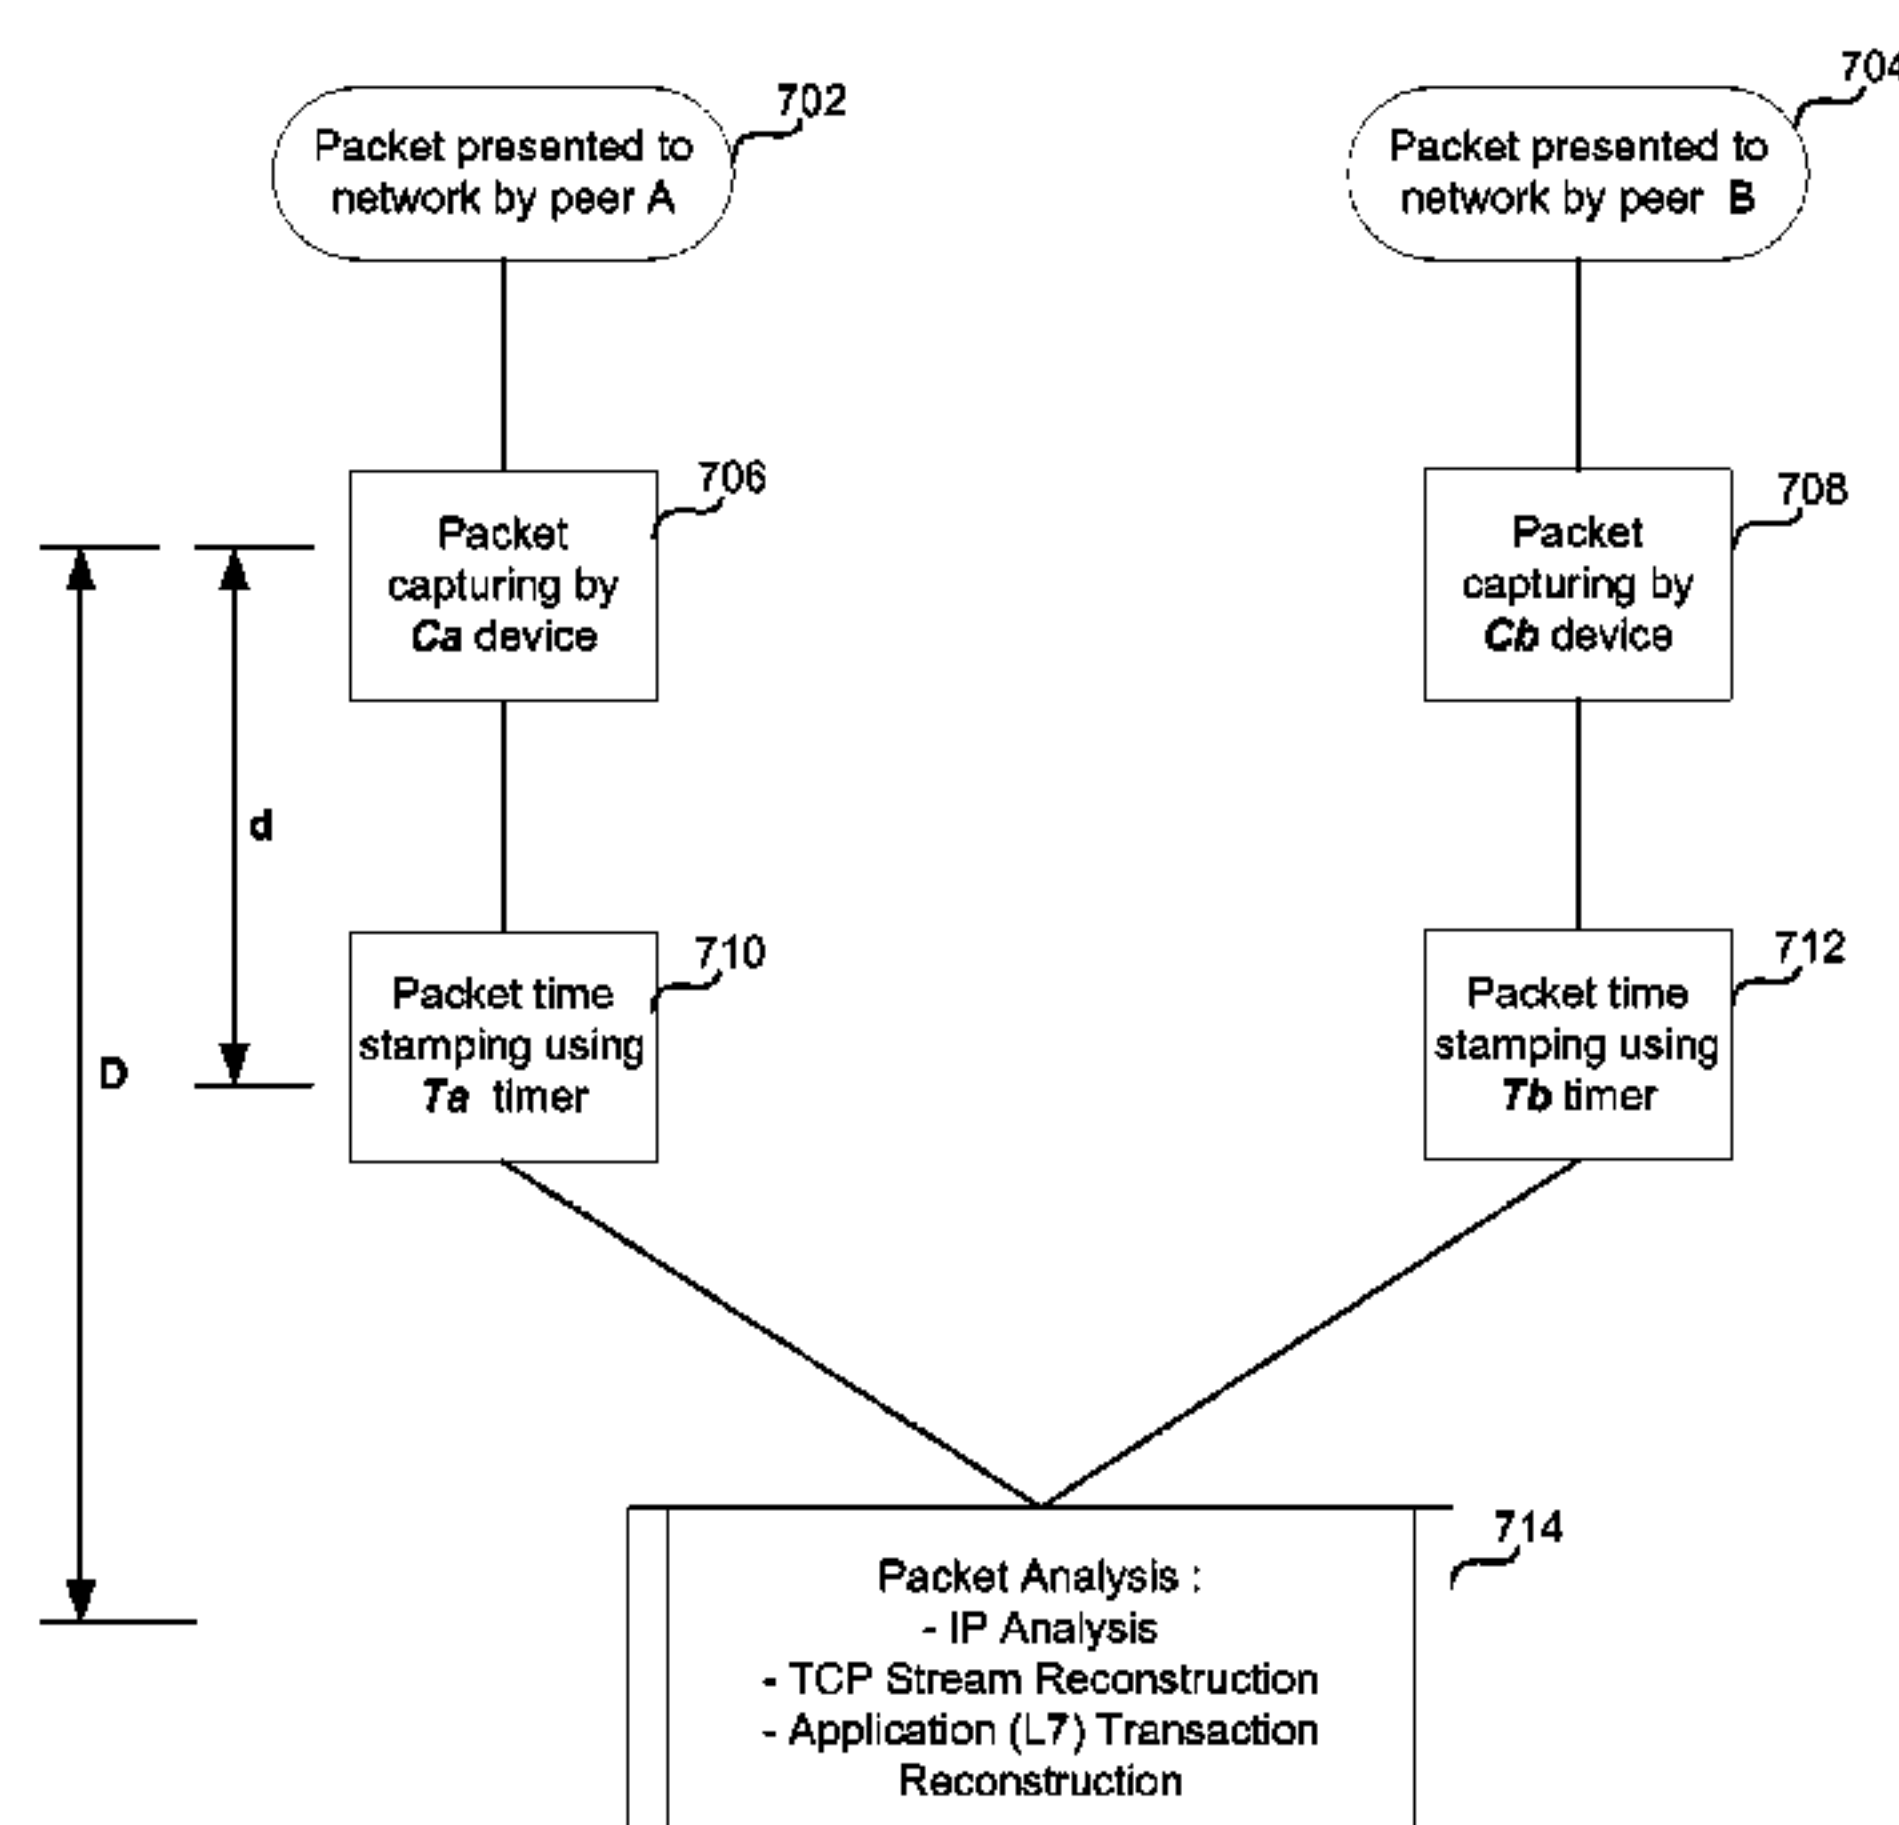 702
Packet presented to
network by peer A
704
Packet presented to
network by peer B
706
Packet
capturing by
Ca device
708
Packet
capturing by
Cb device
d
D
710
Packet time
stamping using
Ta timer
712
Packet time
stamping using
Tb timer
714
Packet Analysis :
- IP Analysis
- TCP Stream Reconstruction
- Application (L7) Transaction
Reconstruction